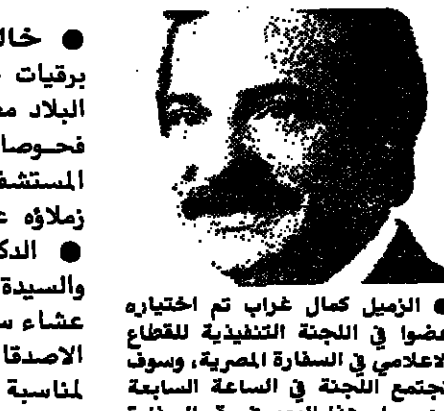 ● خالد
برقيات
البلاد
فحوصا
المستشف
زملاؤه
● الدك
والسيدة
عشاء
الاصدقا
لمناسبة
● الزميل كمال غراب تم اختياره
عضوا في اللجنة التنفيذية للقطاع
الاعلامي في السفارة المصرية، وسوف
تجتمع اللجنة في الساعة السابعة